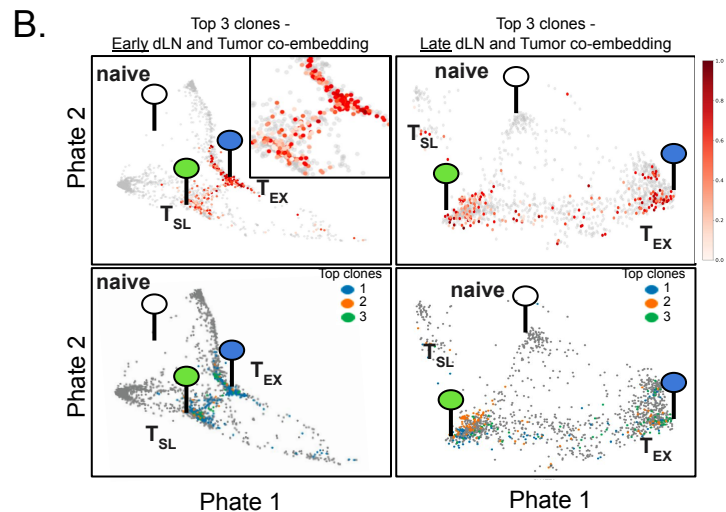 B.
Top 3 clones -
Early dLN and Tumor co-embedding
Top 3 clones -
Late dLN and Tumor co-embedding
Phate 2
naive
TSL
TEX
naive
TSL
TEX
1.0
0.8
0.6
0.4
0.2
0.0
Phate 2
naive
Top clones
1
2
3
TEX
TSL
naive
Top clones
1
2
3
TSL
TEX
Phate 1
Phate 1